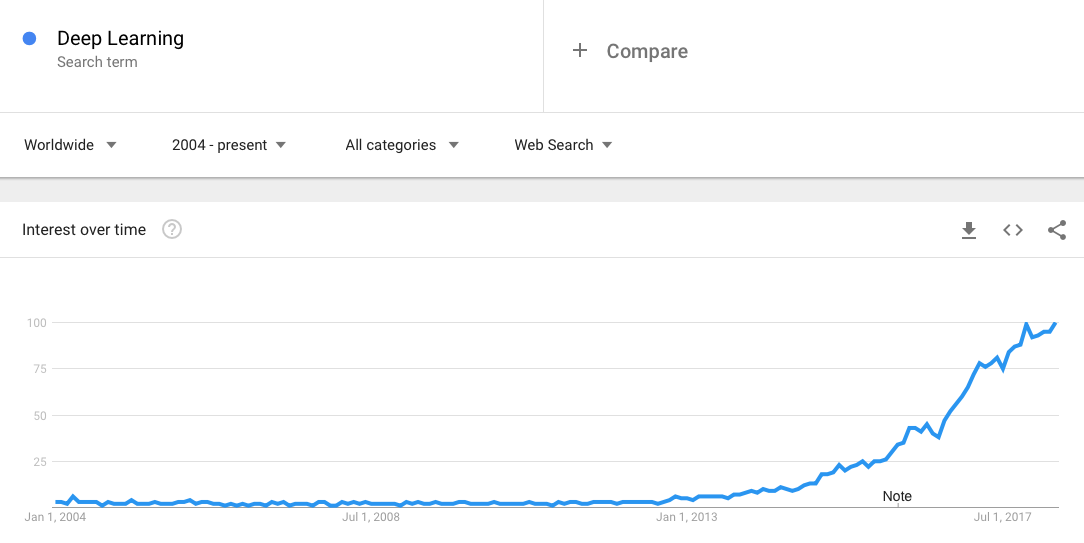 Deep Learning
Search term
+ Compare
Worldwide
2004 - present
All categories
Web Search
Interest over time ?
100
75
50
25
Note
Jan 1, 2004
Jul 1, 2008
Jan 1, 2013
Jul 1, 2017